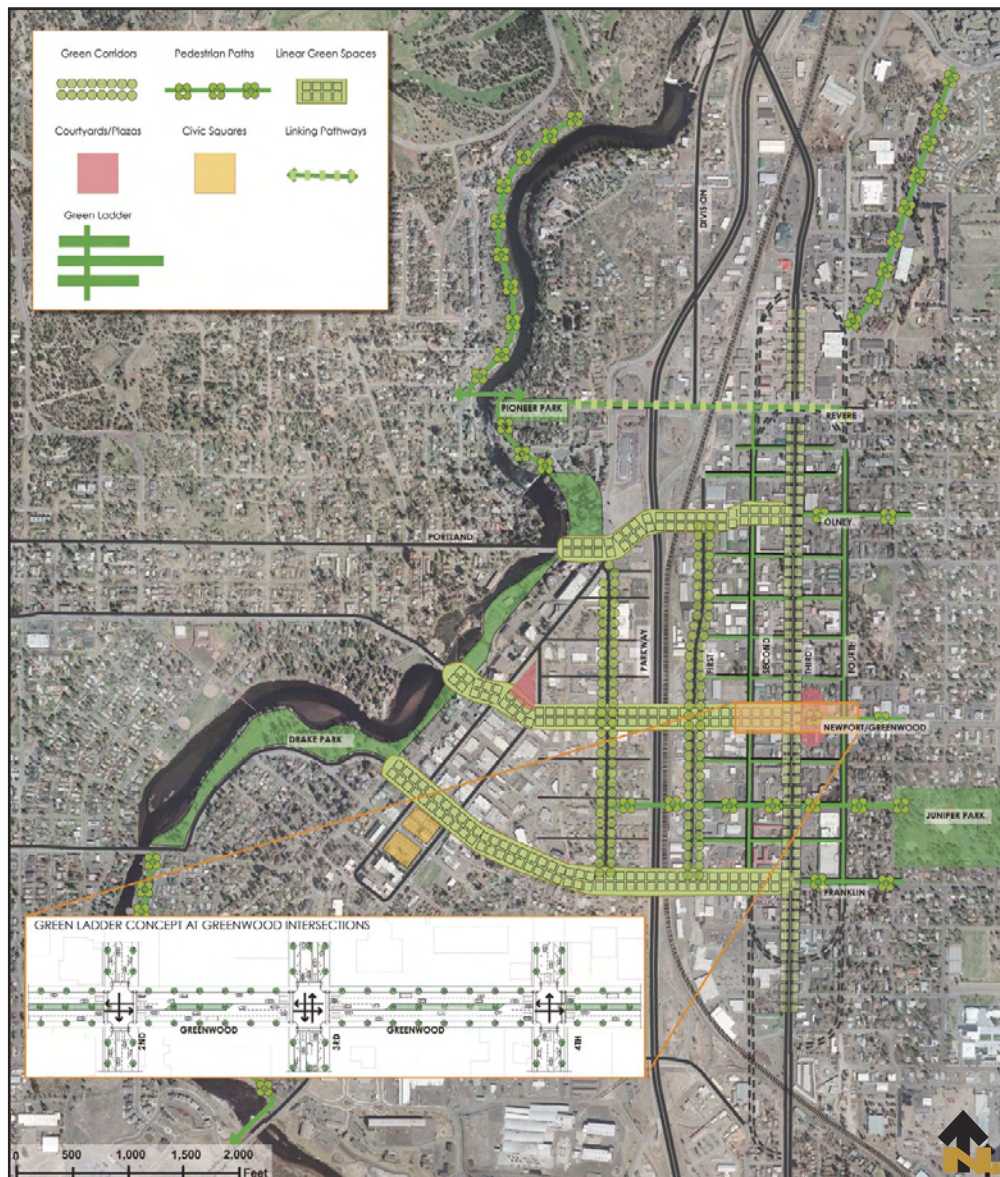 Green Corridors
Pedestrian Paths
Linear Green Spaces
Courtyards/Plazas
Civic Squares
Linking Pathways
Green Ladder
DIVISION
PIONEER PARK
REVERE
OLNEY
PORTLAND
PARKWAY
FIRST
SECOND
THIRD
FOURTH
NEWPORT/GREENWOOD
DRAKE PARK
JUNIPER PARK
FRANKLIN
GREEN LADDER CONCEPT AT GREENWOOD INTERSECTIONS
GREENWOOD
GREENWOOD
2ND
3RD
4TH
0 500 1,000 1,500 2,000
Feet
N